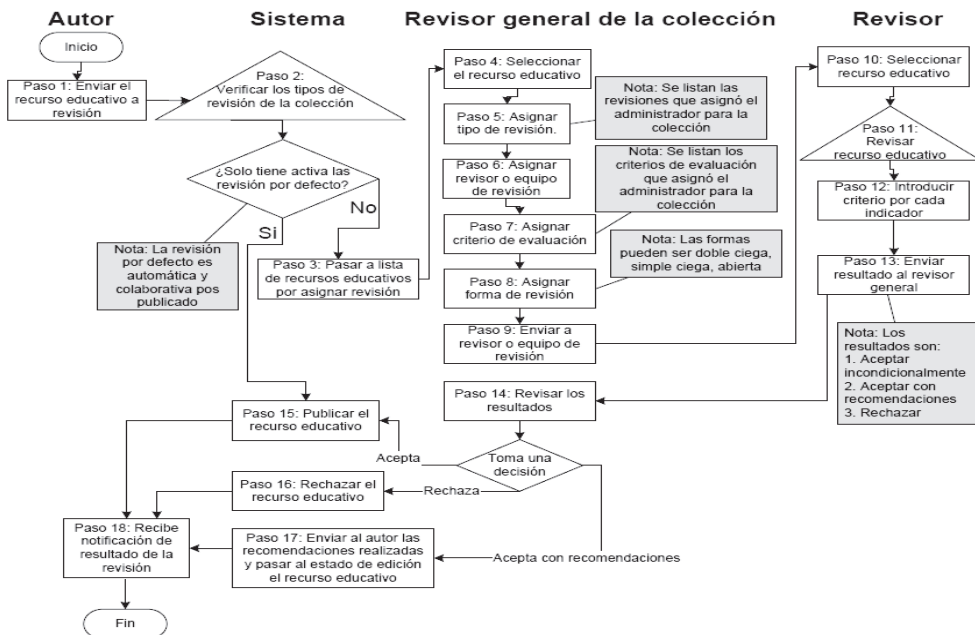 Autor
Sistema
Revisor general de la colección
Revisor
Inicio
Paso 1: Enviar el
recurso educativo a
revisión
Paso 2:
Verificar los tipos de
revisión de la colección
¿Solo tiene activa las
revisión por defecto?
No
Si
Nota: La revisión
por defecto es
automática y
colaborativa pos
publicado
Paso 3: Pasar a lista
de recursos educativos
por asignar revisión
Paso 4: Seleccionar
el recurso educativo
Paso 5: Asignar
tipo de revisión.
Nota: Se listan las
revisiones que asignó el
administrador para la
colección
Paso 6: Asignar
revisor o equipo
de revisión
Nota: Se listan los
criterios de evaluación
que asignó el
administrador para la
colección
Paso 7: Asignar
criterio de evaluación
Paso 8: Asignar
forma de revisión
Nota: Las formas
pueden ser doble ciega,
simple ciega, abierta
Paso 9: Enviar a
revisor o equipo de
revisión
Paso 10: Seleccionar
recurso educativo
Paso 11:
Revisar
recurso educativo
Paso 12: Introducir
criterio por cada
indicador
Paso 13: Enviar
resultado al revisor
general
Nota: Los
resultados son:
1. Aceptar
incondicionalmente
2. Aceptar con
recomendaciones
3. Rechazar
Paso 14: Revisar los
resultados
Toma una
decisión
Acepta
Rechaza
Acepta con recomendaciones
Paso 15: Publicar el
recurso educativo
Paso 16: Rechazar el
recurso educativo
Paso 17: Enviar al autor las
recomendaciones realizadas
y pasar al estado de edición
el recurso educativo
Paso 18: Recibe
notificación de
resultado de la
revisión
Fin